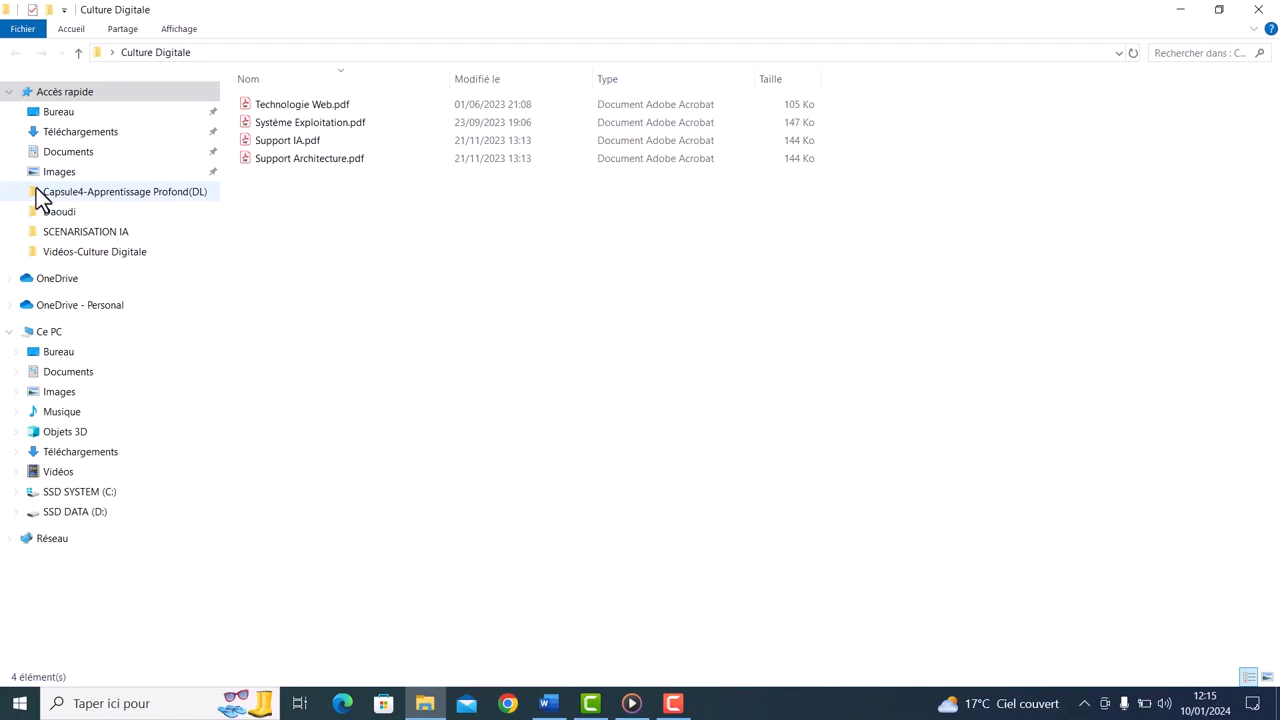 Culture Digitale
Fichier Accueil Partage Affichage
Culture Digitale Rechercher dans : C...
Nom Modifié le Type Taille
Technologie Web.pdf 01/06/2023 21:08 Document Adobe Acrobat 105 Ko
Système Exploitation.pdf 23/09/2023 19:06 Document Adobe Acrobat 147 Ko
Support IA.pdf 21/11/2023 13:13 Document Adobe Acrobat 144 Ko
Support Architecture.pdf 21/11/2023 13:13 Document Adobe Acrobat 144 Ko
Accès rapide
Bureau
Téléchargements
Documents
Images
Capsule4-Apprentissage Profond(DL)
Daoudi
SCENARISATION IA
Vidéos-Culture Digitale
OneDrive
OneDrive - Personal
Ce PC
Bureau
Documents
Images
Musique
Objets 3D
Téléchargements
Vidéos
SSD SYSTEM (C:)
SSD DATA (D:)
Réseau
4 élément(s)
Taper ici pour
17°C Ciel couvert
12:15
10/01/2024